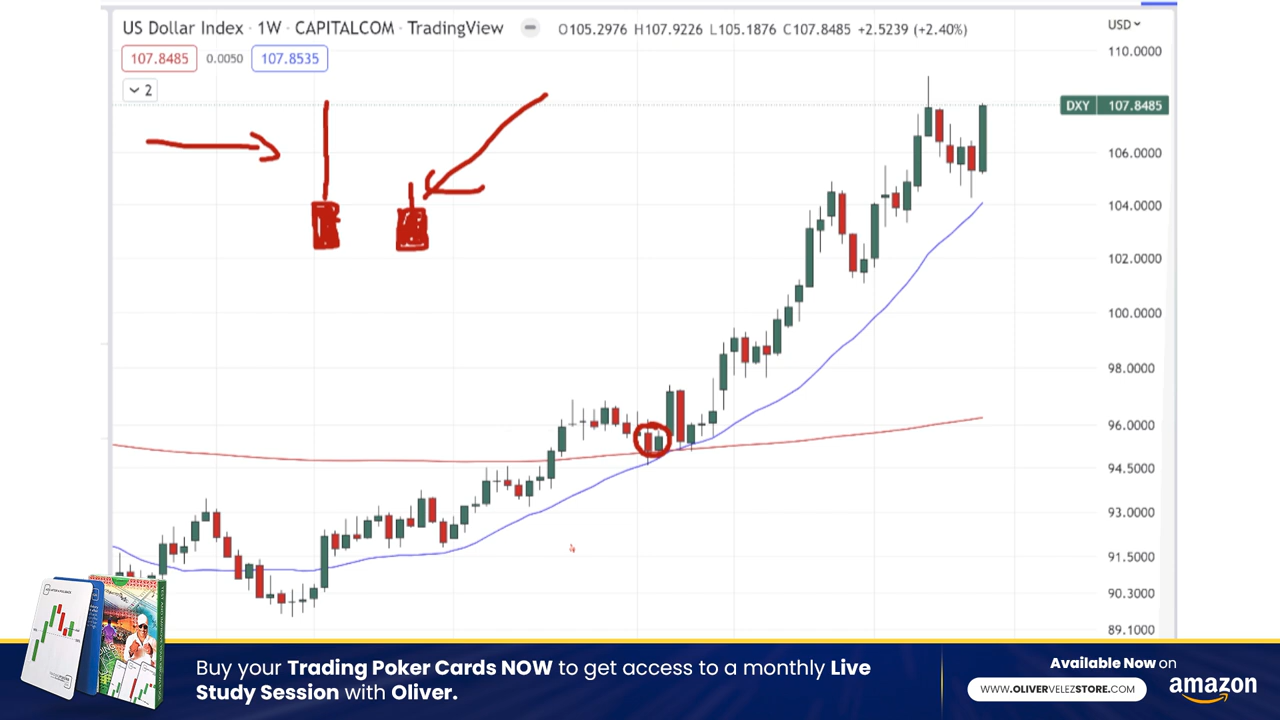 US Dollar Index · 1W · CAPITALCOM · TradingView
O105.2976 H107.9226 L105.1876 C107.8485 +2.5239 (+2.40%)
USD
107.8485 0.0050 107.8535
2
110.0000
DXY 107.8485
106.0000
104.0000
102.0000
100.0000
98.0000
96.0000
94.5000
93.0000
91.5000
90.3000
89.1000
Buy your Trading Poker Cards NOW to get access to a monthly Live
Study Session with Oliver.
Available Now on
WWW.OLIVERVELEZSTORE.COM
amazon